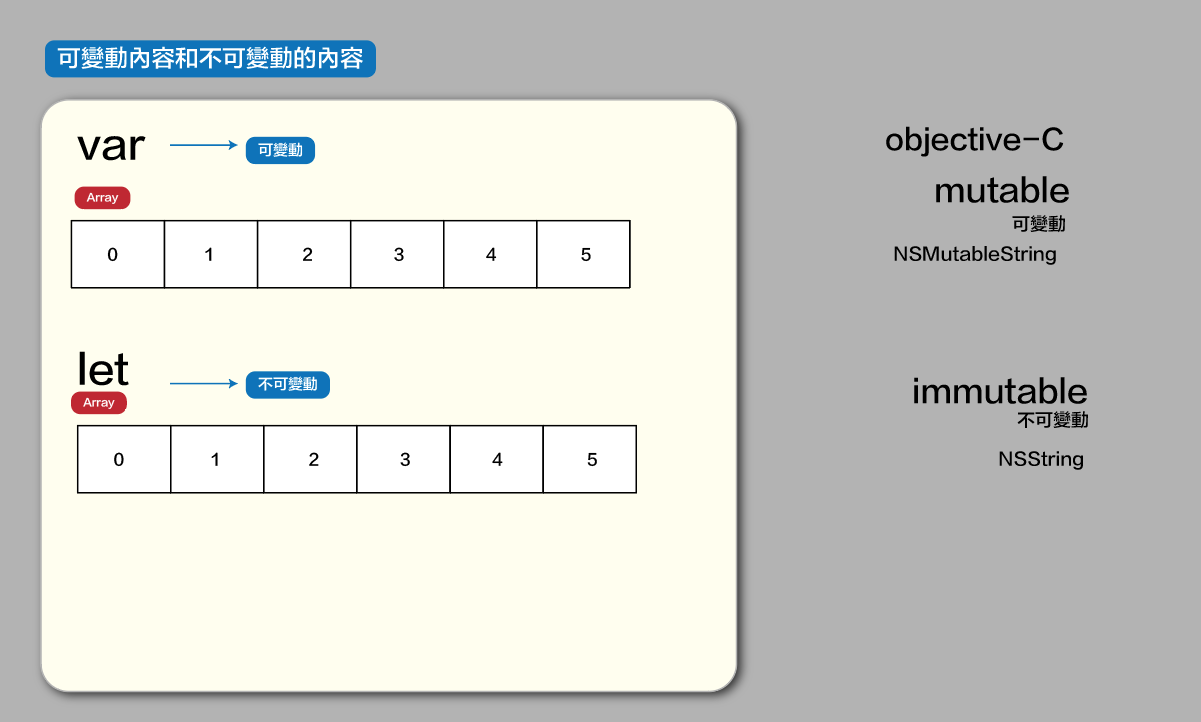 可變動內容和不可變動的內容
var
可變動
Array
0 1 2 3 4 5
let
不可變動
Array
0 1 2 3 4 5
objective-C
mutable
可變動
NSMutableString
immutable
不可變動
NSString